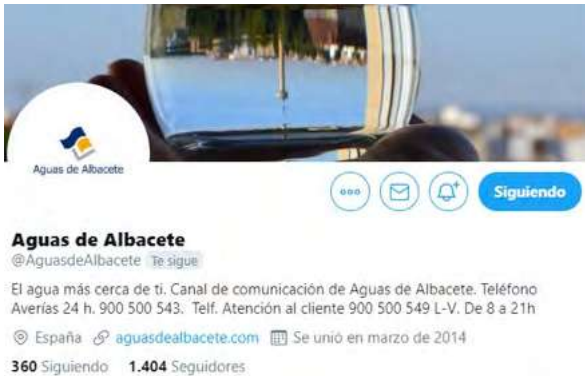 Aguas de Albacete
Siguiendo
Aguas de Albacete
@AguasdeAlbacete Te sigue
El agua más cerca de ti. Canal de comunicación de Aguas de Albacete. Teléfono
Averías 24 h. 900 500 543. Telf. Atención al cliente 900 500 549 L-V. De 8 a 21h
España aguasdealbacete.com Se unió en marzo de 2014
360 Siguiendo 1.404 Seguidores